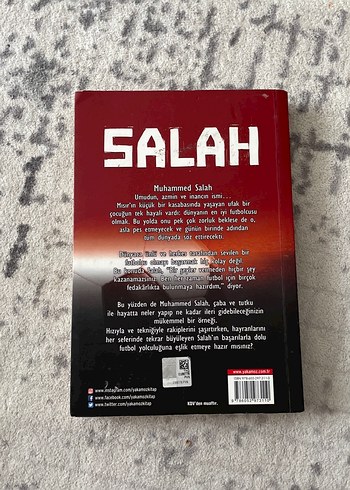 SALAH
Muhammed Salah
Umudun, azmin ve inancın ismi...
Mısır'ın küçük bir kasabasında yaşayan ufak bir
çocuğun tek hayali vardı: dünyanın en iyi futbolcusu
olmak. Bu yolda onu pek çok zorluk beklese de o,
asla pes etmeyecek ve günün birinde adından
tüm dünyada söz ettirecekti.
Dünyaca ünlü ve herkes tarafından sevilen bir
futbolcu olmayı başarmak hiç kolay değil.
Bu konuda Salah, "Bir şeyler vermeden hiçbir şey
kazanamazsınız. Ben her zaman futbol için birçok
fedakârlıkta bulunmaya hazırdım," diyor.
Bu yüzden de Muhammed Salah, çaba ve tutku
ile hayatta neler yapıp ne kadar ileri gidebileceğinizin
mükemmel bir örneği.
Hızıyla ve tekniğiyle rakiplerini şaşırtırken, hayranlarını
her seferinde tekrar büyüleyen Salah'ın başarılarla dolu
futbol yolculuğuna eşlik etmeye hazır mısınız?
www.instagram.com/yakamozkitap
www.facebook.com/yakamozkitap
www.twitter.com/yakamozkitap
KDV'den muaftır.
www.yakamoz.com.tr